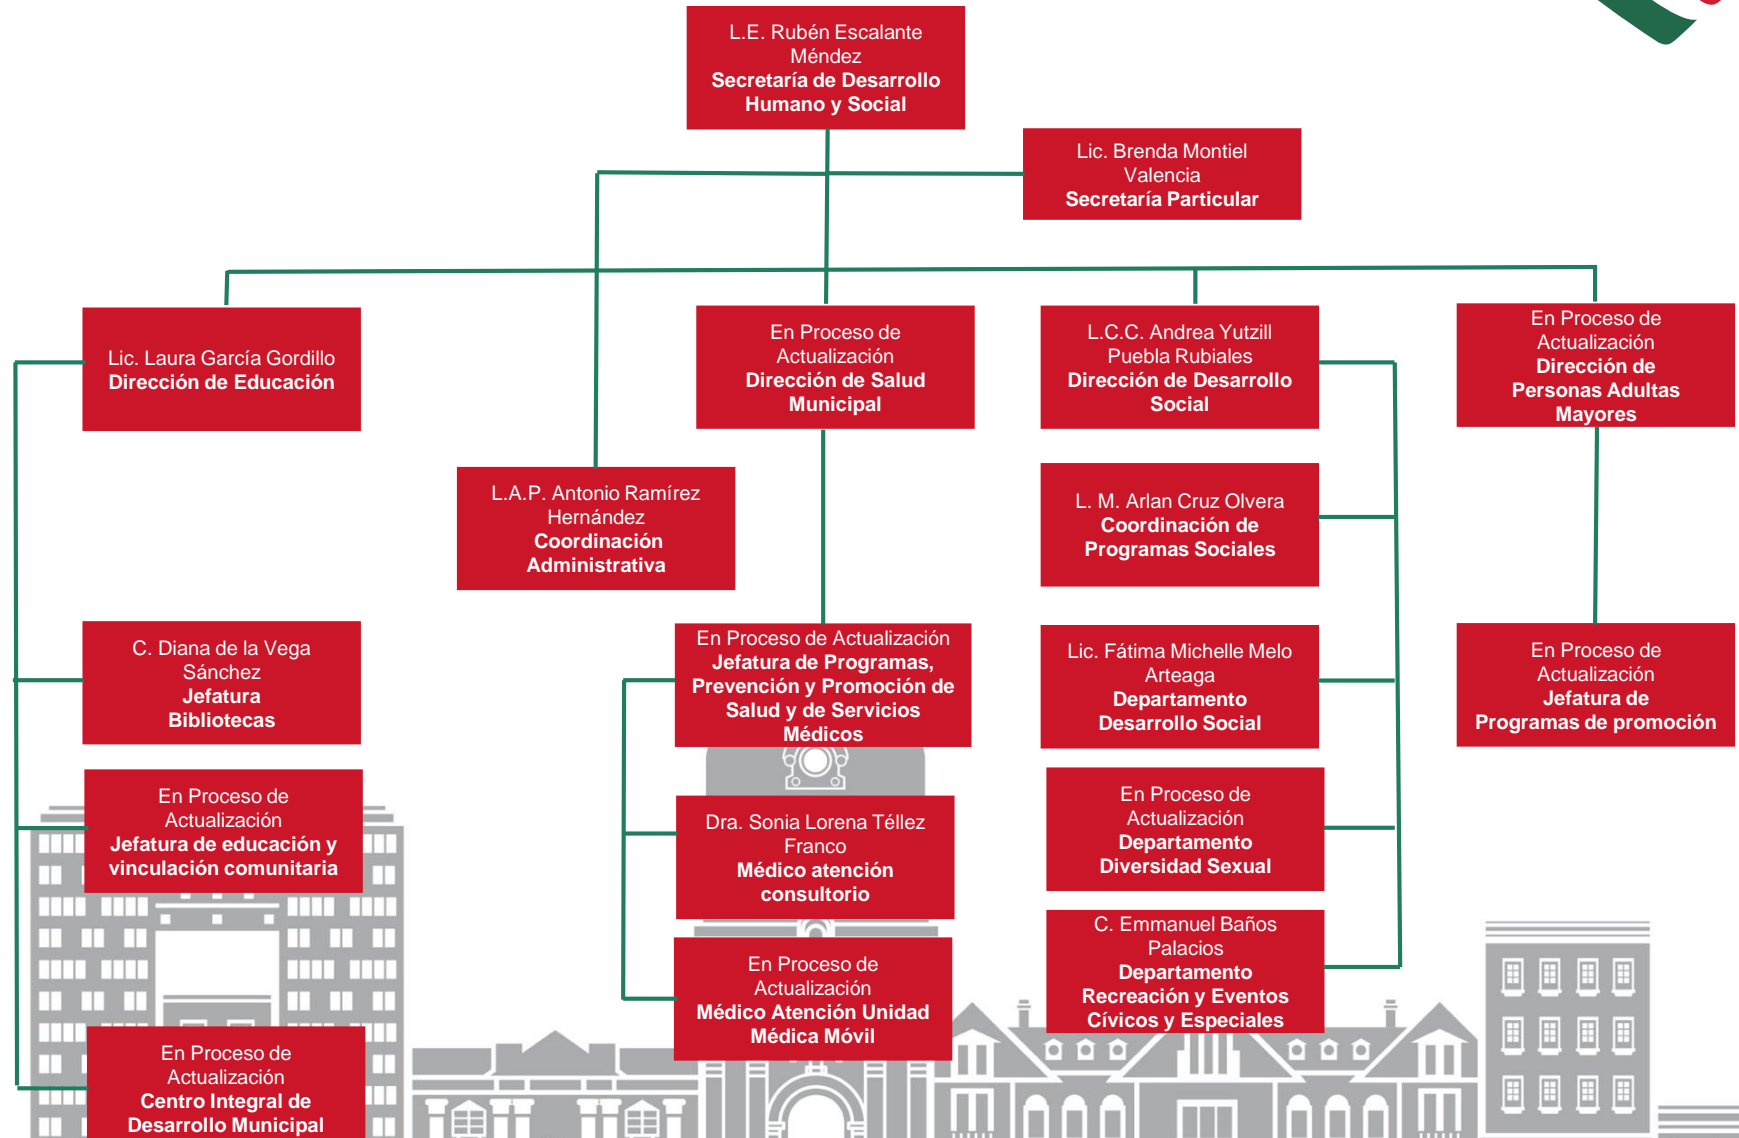 L.E. Rubén Escalante
Méndez
Secretaría de Desarrollo
Humano y Social
Lic. Brenda Montiel
Valencia
Secretaría Particular
Lic. Laura García Gordillo
Dirección de Educación
En Proceso de
Actualización
Dirección de Salud
Municipal
L.C.C. Andrea Yutzill
Puebla Rubiales
Dirección de Desarrollo
Social
En Proceso de
Actualización
Dirección de
Personas Adultas
Mayores
L.A.P. Antonio Ramírez
Hernández
Coordinación
Administrativa
L. M. Arlan Cruz Olvera
Coordinación de
Programas Sociales
C. Diana de la Vega
Sánchez
Jefatura
Bibliotecas
En Proceso de Actualización
Jefatura de Programas,
Prevención y Promoción de
Salud y de Servicios
Médicos
Lic. Fátima Michelle Melo
Arteaga
Departamento
Desarrollo Social
En Proceso de
Actualización
Jefatura de
Programas de promoción
En Proceso de
Actualización
Jefatura de educación y
vinculación comunitaria
Dra. Sonia Lorena Téllez
Franco
Médico atención
consultorio
En Proceso de
Actualización
Departamento
Diversidad Sexual
En Proceso de
Actualización
Médico Atención Unidad
Médica Móvil
C. Emmanuel Baños
Palacios
Departamento
Recreación y Eventos
Cívicos y Especiales
En Proceso de
Actualización
Centro Integral de
Desarrollo Municipal